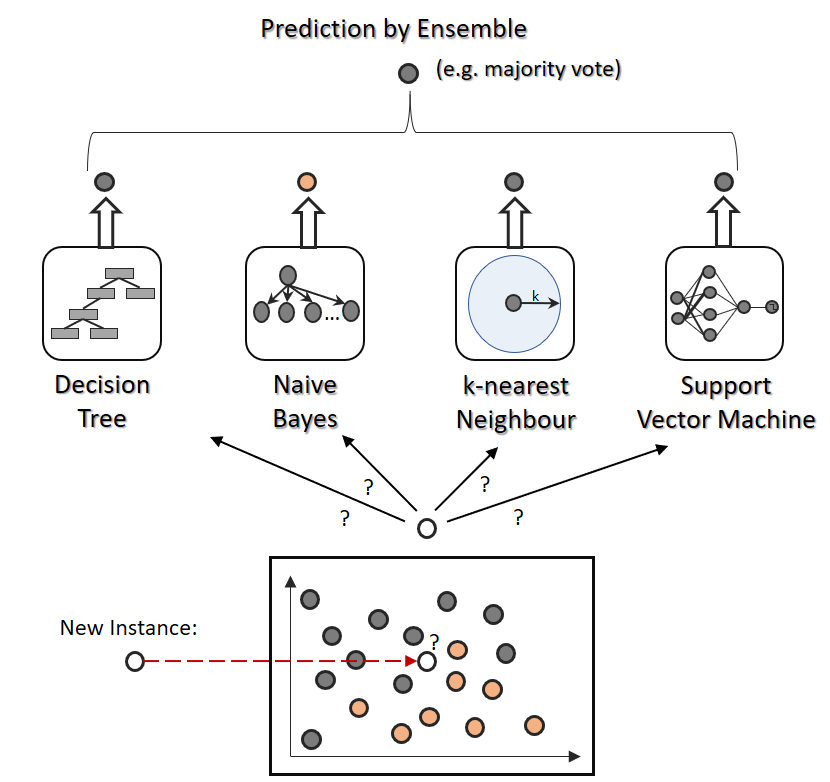 Prediction by Ensemble
(e.g. majority vote)
k
...
Decision
Tree
Naive
Bayes
k-nearest
Neighbour
Support
Vector Machine
?
?
?
?
New Instance:
?